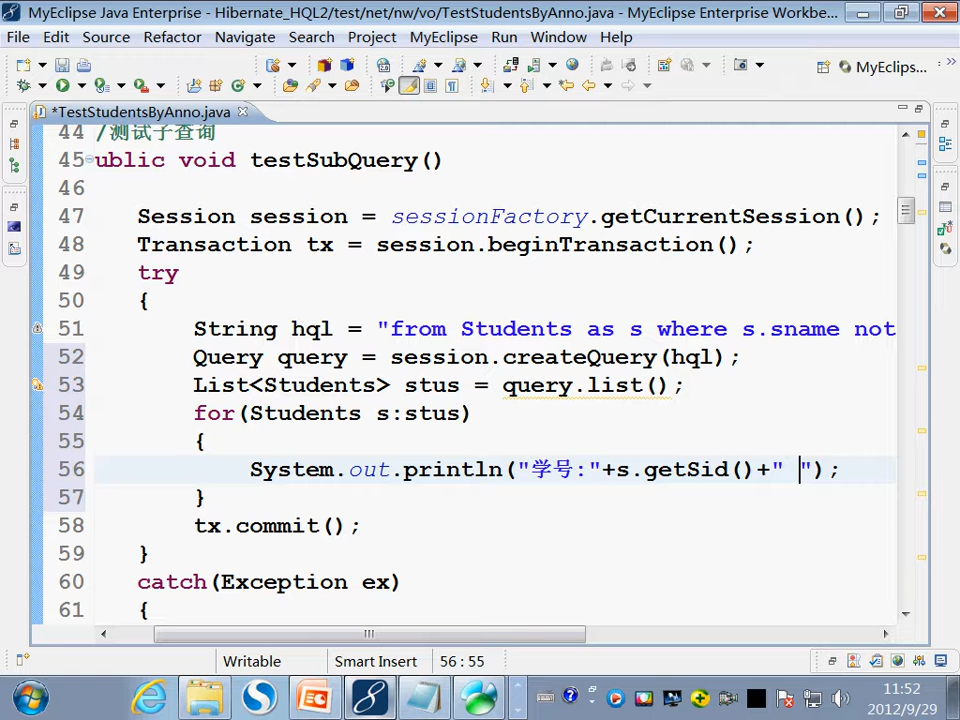 MyEclipse Java Enterprise - Hibernate_HQL2/test/net/nw/vo/TestStudentsByAnno.java - MyEclipse Enterprise Workbe...
File Edit Source Refactor Navigate Search Project MyEclipse Run Window Help
MyEclips...
*TestStudentsByAnno.java
44 /测试子查询
45 ublic void testSubQuery()
46
47 Session session = sessionFactory.getCurrentSession();
48 Transaction tx = session.beginTransaction();
49 try
50 {
51 String hql = "from Students as s where s.sname not
52 Query query = session.createQuery(hql);
53 List<Students> stus = query.list();
54 for(Students s:stus)
55 {
56 System.out.println("学号:"+s.getSid()+" ");
57 }
58 tx.commit();
59 }
60 catch(Exception ex)
61 {
Writable Smart Insert 56 : 55
11:52
2012/9/29